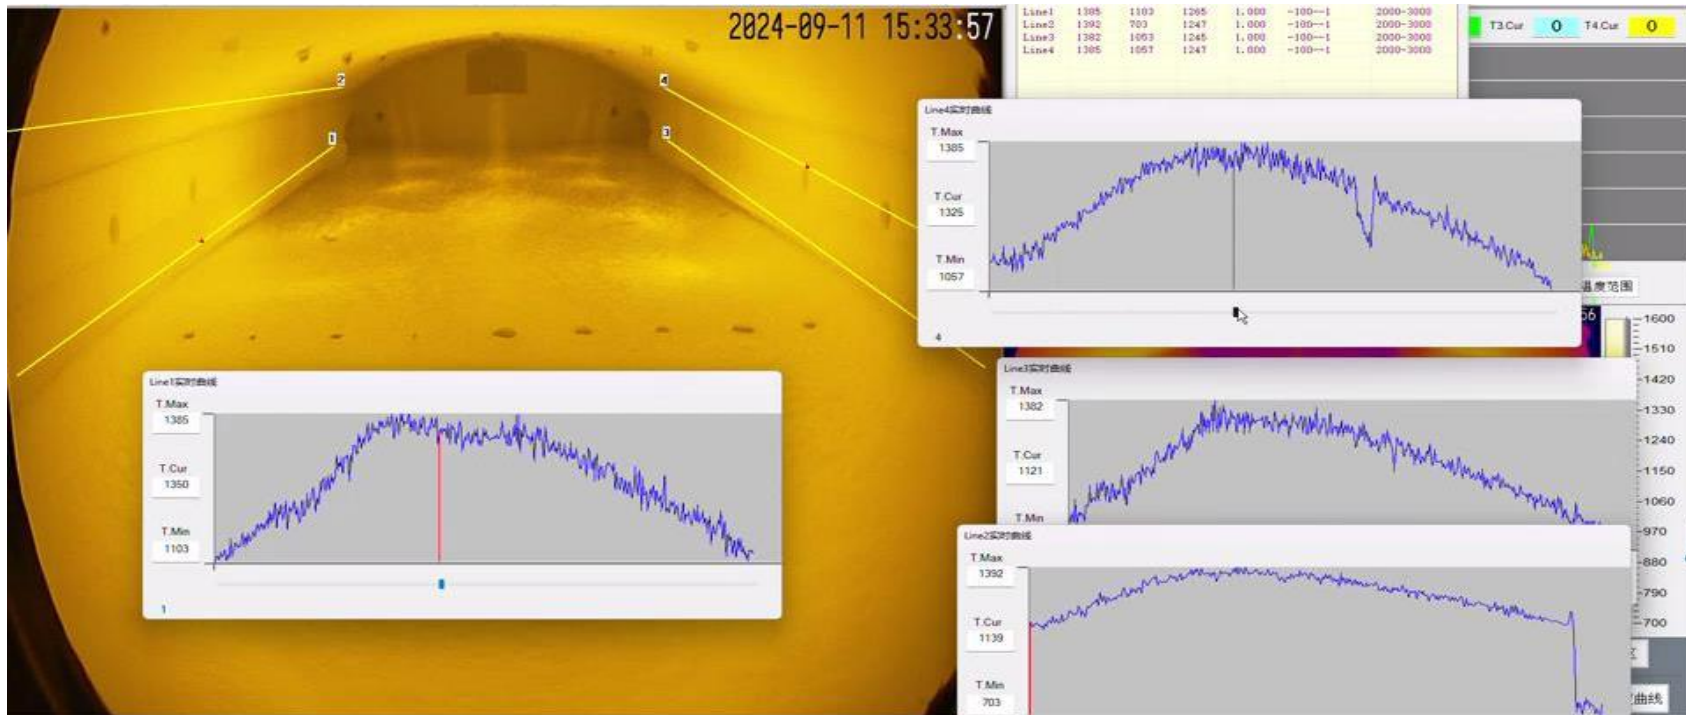 2024-09-11 15:33:57
Line1 1385 1103 1265 1.000 -100--1 2000-3000
Line2 1392 703 1247 1.000 -100--1 2000-3000
Line3 1382 1053 1245 1.000 -100--1 2000-3000
Line4 1385 1057 1247 1.000 -100--1 2000-3000
T3.Cur 0 T4.Cur 0
2
4
1
3
Line4实时曲线
T.Max
1385
T.Cur
1325
T.Min
1057
4
温度范围
56
1600
1510
1420
1330
1240
1150
1060
970
880
790
700
Line1实时曲线
T.Max
1385
T.Cur
1350
T.Min
1103
1
Line3实时曲线
T.Max
1382
T.Cur
1121
T.Min
Line2实时曲线
T.Max
1392
T.Cur
1139
T.Min
703
曲线